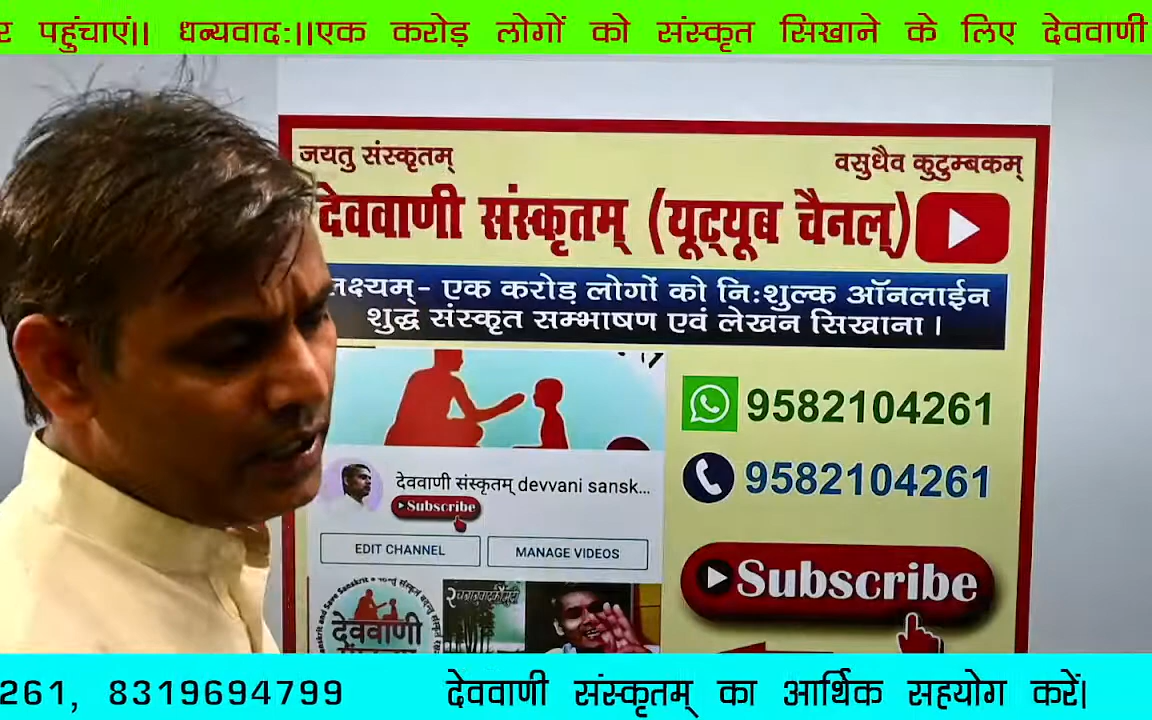 र पहुंचाएं।। धन्यवादः।।एक करोड़ लोगों को संस्कृत सिखाने के लिए देववाणी
जयतु संस्कृतम्
वसुधैव कुटुम्बकम्
देववाणी संस्कृतम् (यूट्यूब चैनल्)
लक्ष्यम्- एक करोड़ लोगों को निःशुल्क ऑनलाईन
शुद्ध संस्कृत सम्भाषण एवं लेखन सिखाना।
9582104261
9582104261
देववाणी संस्कृतम् devvani sansk...
Subscribe
EDIT CHANNEL
MANAGE VIDEOS
Subscribe
देववाणी
261, 8319694799 देववाणी संस्कृतम् का आर्थिक सहयोग करें।